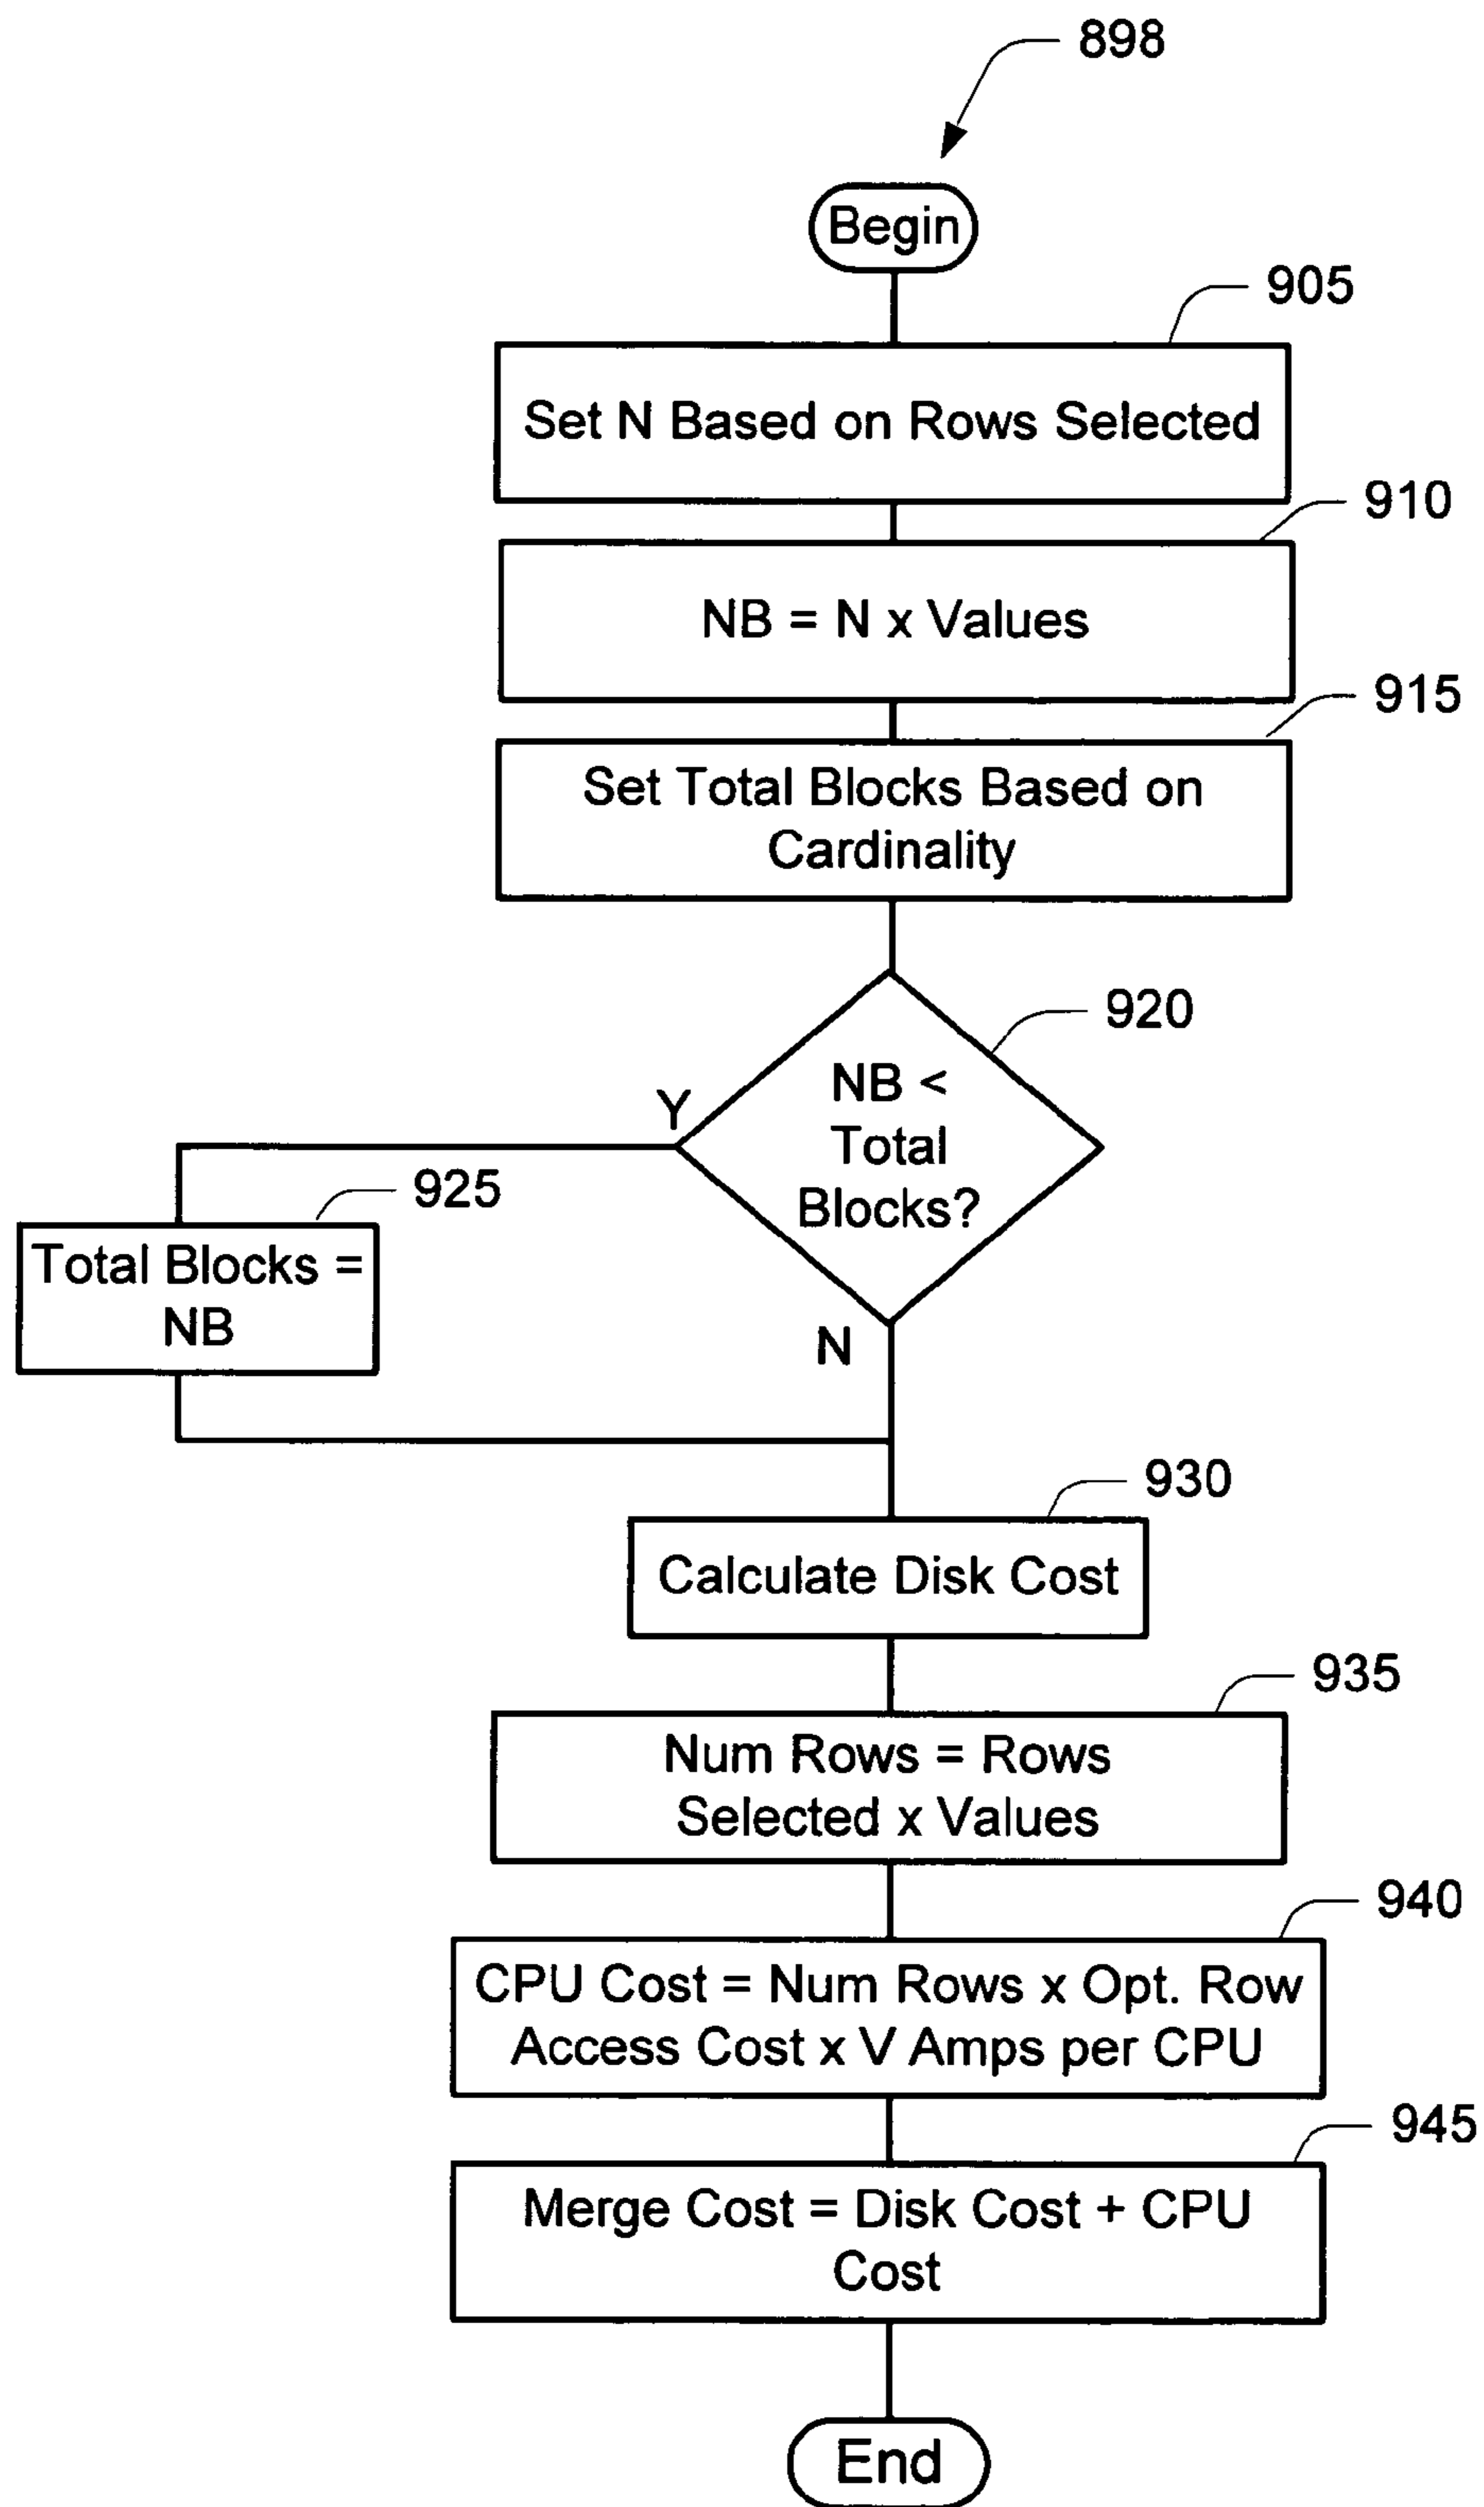 898
Begin
905
Set N Based on Rows Selected
910
NB = N x Values
915
Set Total Blocks Based on
Cardinality
920
NB <
Total
Blocks?
Y
925
Total Blocks =
NB
N
930
Calculate Disk Cost
935
Num Rows = Rows
Selected x Values
940
CPU Cost = Num Rows x Opt. Row
Access Cost x V Amps per CPU
945
Merge Cost = Disk Cost + CPU
Cost
End